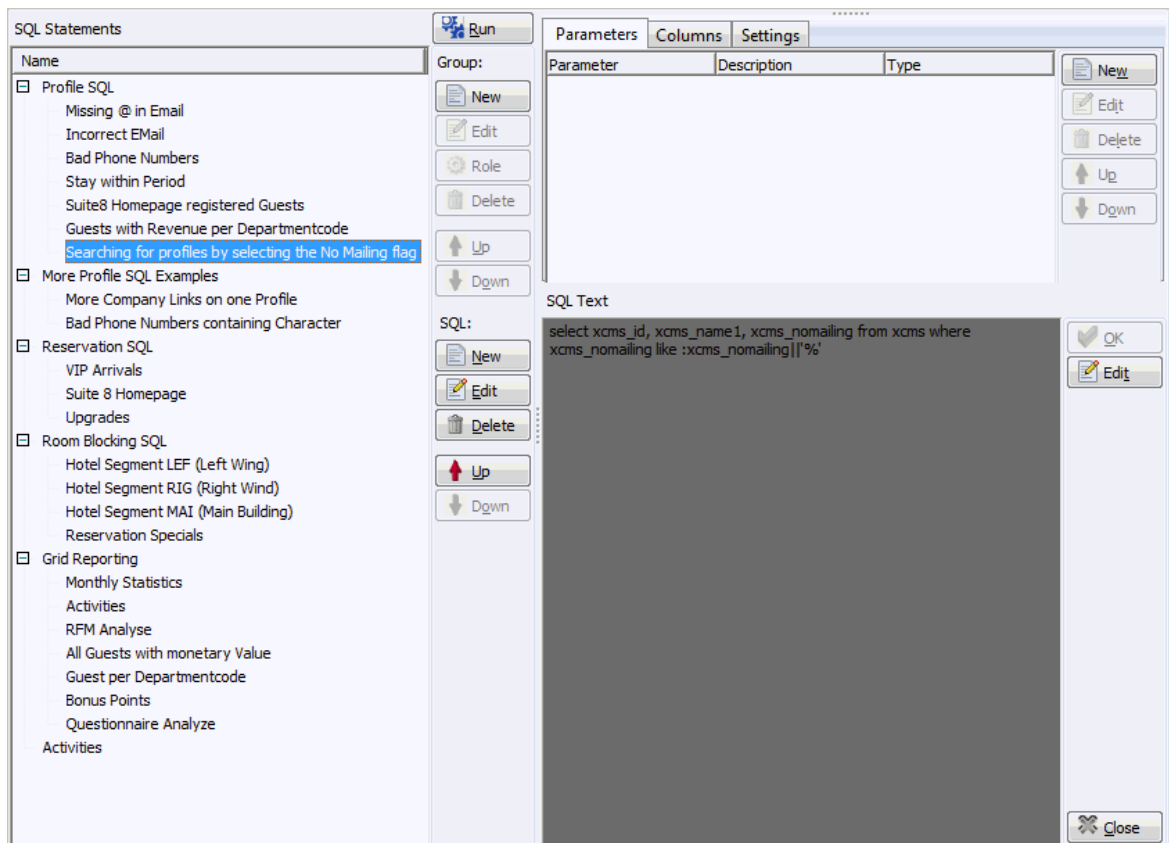 SQL Statements
Name
Profile SQL
Missing @ in Email
Incorrect EMail
Bad Phone Numbers
Stay within Period
Suite8 Homepage registered Guests
Guests with Revenue per Departmentcode
Searching for profiles by selecting the No Mailing flag
More Profile SQL Examples
More Company Links on one Profile
Bad Phone Numbers containing Character
Reservation SQL
VIP Arrivals
Suite 8 Homepage
Upgrades
Room Blocking SQL
Hotel Segment LEF (Left Wing)
Hotel Segment RIG (Right Wind)
Hotel Segment MAI (Main Building)
Reservation Specials
Grid Reporting
Monthly Statistics
Activities
RFM Analyse
All Guests with monetary Value
Guest per Departmentcode
Bonus Points
Questionnaire Analyze
Activities
Run
Group:
New
Edit
Role
Delete
Up
Down
SQL:
New
Edit
Delete
Up
Down
Parameters Columns Settings
Parameter Description Type
New
Edit
Delete
Up
Down
SQL Text
select xcms_id, xcms_name1, xcms_nomailing from xcms where
xcms_nomailing like :xcms_nomailing||'%'
OK
Edit
Close